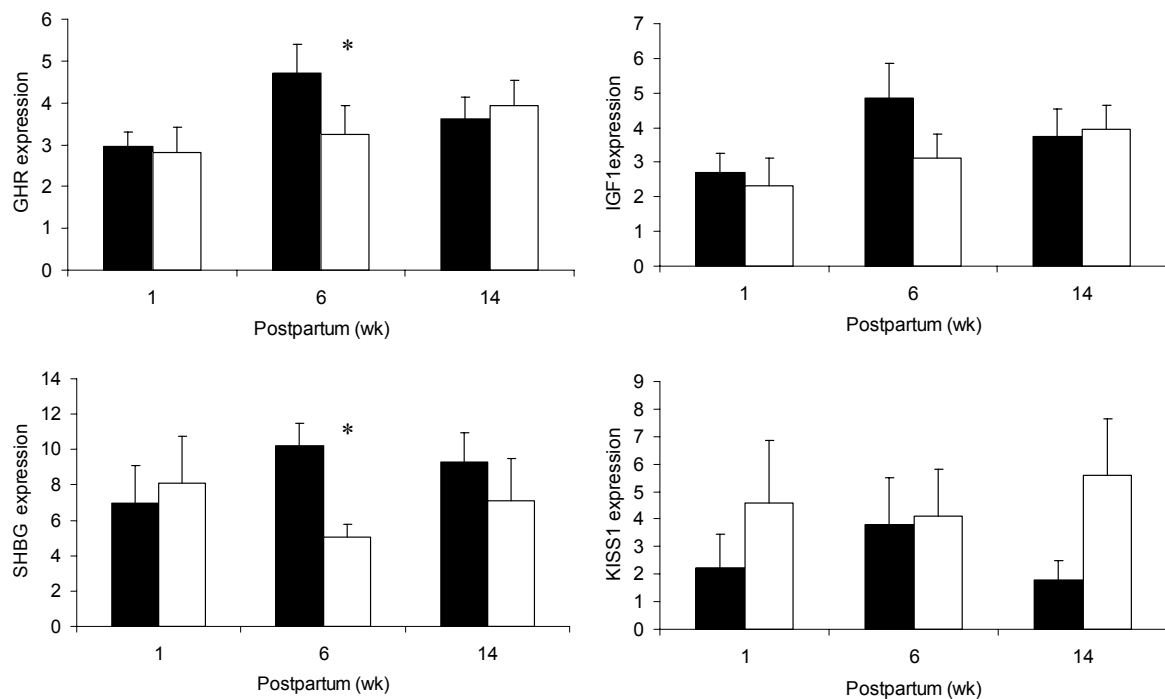 GHR expression
6
5
4
3
2
1
0
*
1 6 14
Postpartum (wk)
IGF1expression
7
6
5
4
3
2
1
0
1 6 14
Postpartum (wk)
SHBG expression
14
12
10
8
6
4
2
0
*
1 6 14
Postpartum (wk)
KISS1 expression
9
8
7
6
5
4
3
2
1
0
1 6 14
Postpartum (wk)